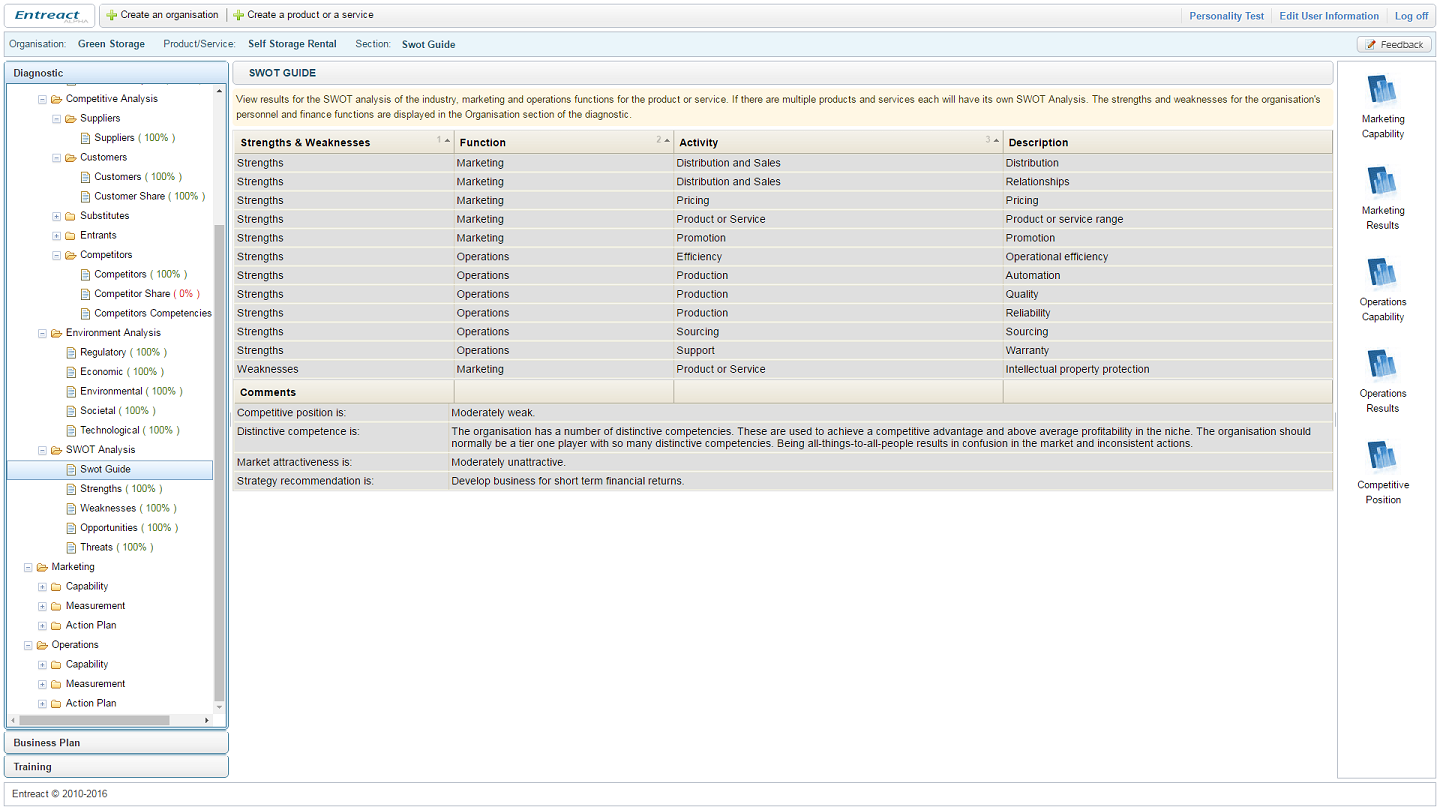 Entreact ALPHA
Create an organisation
Create a product or a service
Personality Test
Edit User Information
Log off
Organisation: Green Storage Product/Service: Self Storage Rental Section: Swot Guide
Feedback
Diagnostic
Competitive Analysis
Suppliers
Suppliers ( 100% )
Customers
Customers ( 100% )
Customer Share ( 100% )
Substitutes
Entrants
Competitors
Competitors ( 100% )
Competitor Share ( 0% )
Competitors Competencies
Environment Analysis
Regulatory ( 100% )
Economic ( 100% )
Environmental ( 100% )
Societal ( 100% )
Technological ( 100% )
SWOT Analysis
Swot Guide
Strengths ( 100% )
Weaknesses ( 100% )
Opportunities ( 100% )
Threats ( 100% )
Marketing
Capability
Measurement
Action Plan
Operations
Capability
Measurement
Action Plan
Business Plan
Training
SWOT GUIDE
View results for the SWOT analysis of the industry, marketing and operations functions for the product or service. If there are multiple products and services each will have its own SWOT Analysis. The strengths and weaknesses for the organisation's
personnel and finance functions are displayed in the Organisation section of the diagnostic.
Strengths & Weaknesses 1 Function 2 Activity 3 Description
Strengths Marketing Distribution and Sales Distribution
Strengths Marketing Distribution and Sales Relationships
Strengths Marketing Pricing Pricing
Strengths Marketing Product or Service Product or service range
Strengths Marketing Promotion Promotion
Strengths Operations Efficiency Operational efficiency
Strengths Operations Production Automation
Strengths Operations Production Quality
Strengths Operations Production Reliability
Strengths Operations Sourcing Sourcing
Strengths Operations Support Warranty
Weaknesses Marketing Product or Service Intellectual property protection
Comments
Competitive position is: Moderately weak.
Distinctive competence is: The organisation has a number of distinctive competencies. These are used to achieve a competitive advantage and above average profitability in the niche. The organisation should
normally be a tier one player with so many distinctive competencies. Being all-things-to-all-people results in confusion in the market and inconsistent actions.
Market attractiveness is: Moderately unattractive.
Strategy recommendation is: Develop business for short term financial returns.
Marketing
Capability
Marketing
Results
Operations
Capability
Operations
Results
Competitive
Position
Entreact © 2010-2016